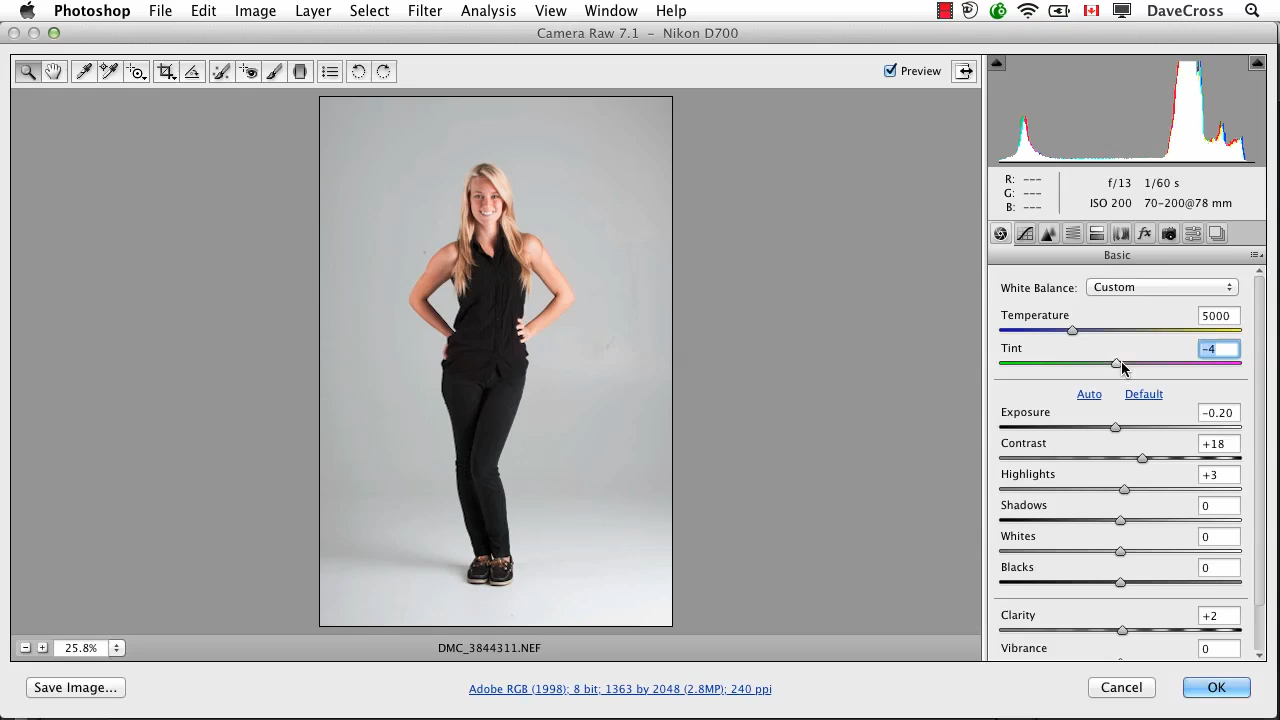 Photoshop File Edit Image Layer Select Filter Analysis View Window Help DaveCross
Camera Raw 7.1 – Nikon D700
Preview
R: ---
G: ---
B: ---
f/13 1/60 s
ISO 200 70-200@78 mm
fx
Basic
White Balance: Custom
Temperature 5000
Tint -4
Auto Default
Exposure -0.20
Contrast +18
Highlights +3
Shadows 0
Whites 0
Blacks 0
Clarity +2
Vibrance 0
25.8% DMC_3844311.NEF
Save Image... Adobe RGB (1998); 8 bit; 1363 by 2048 (2.8MP); 240 ppi Cancel OK